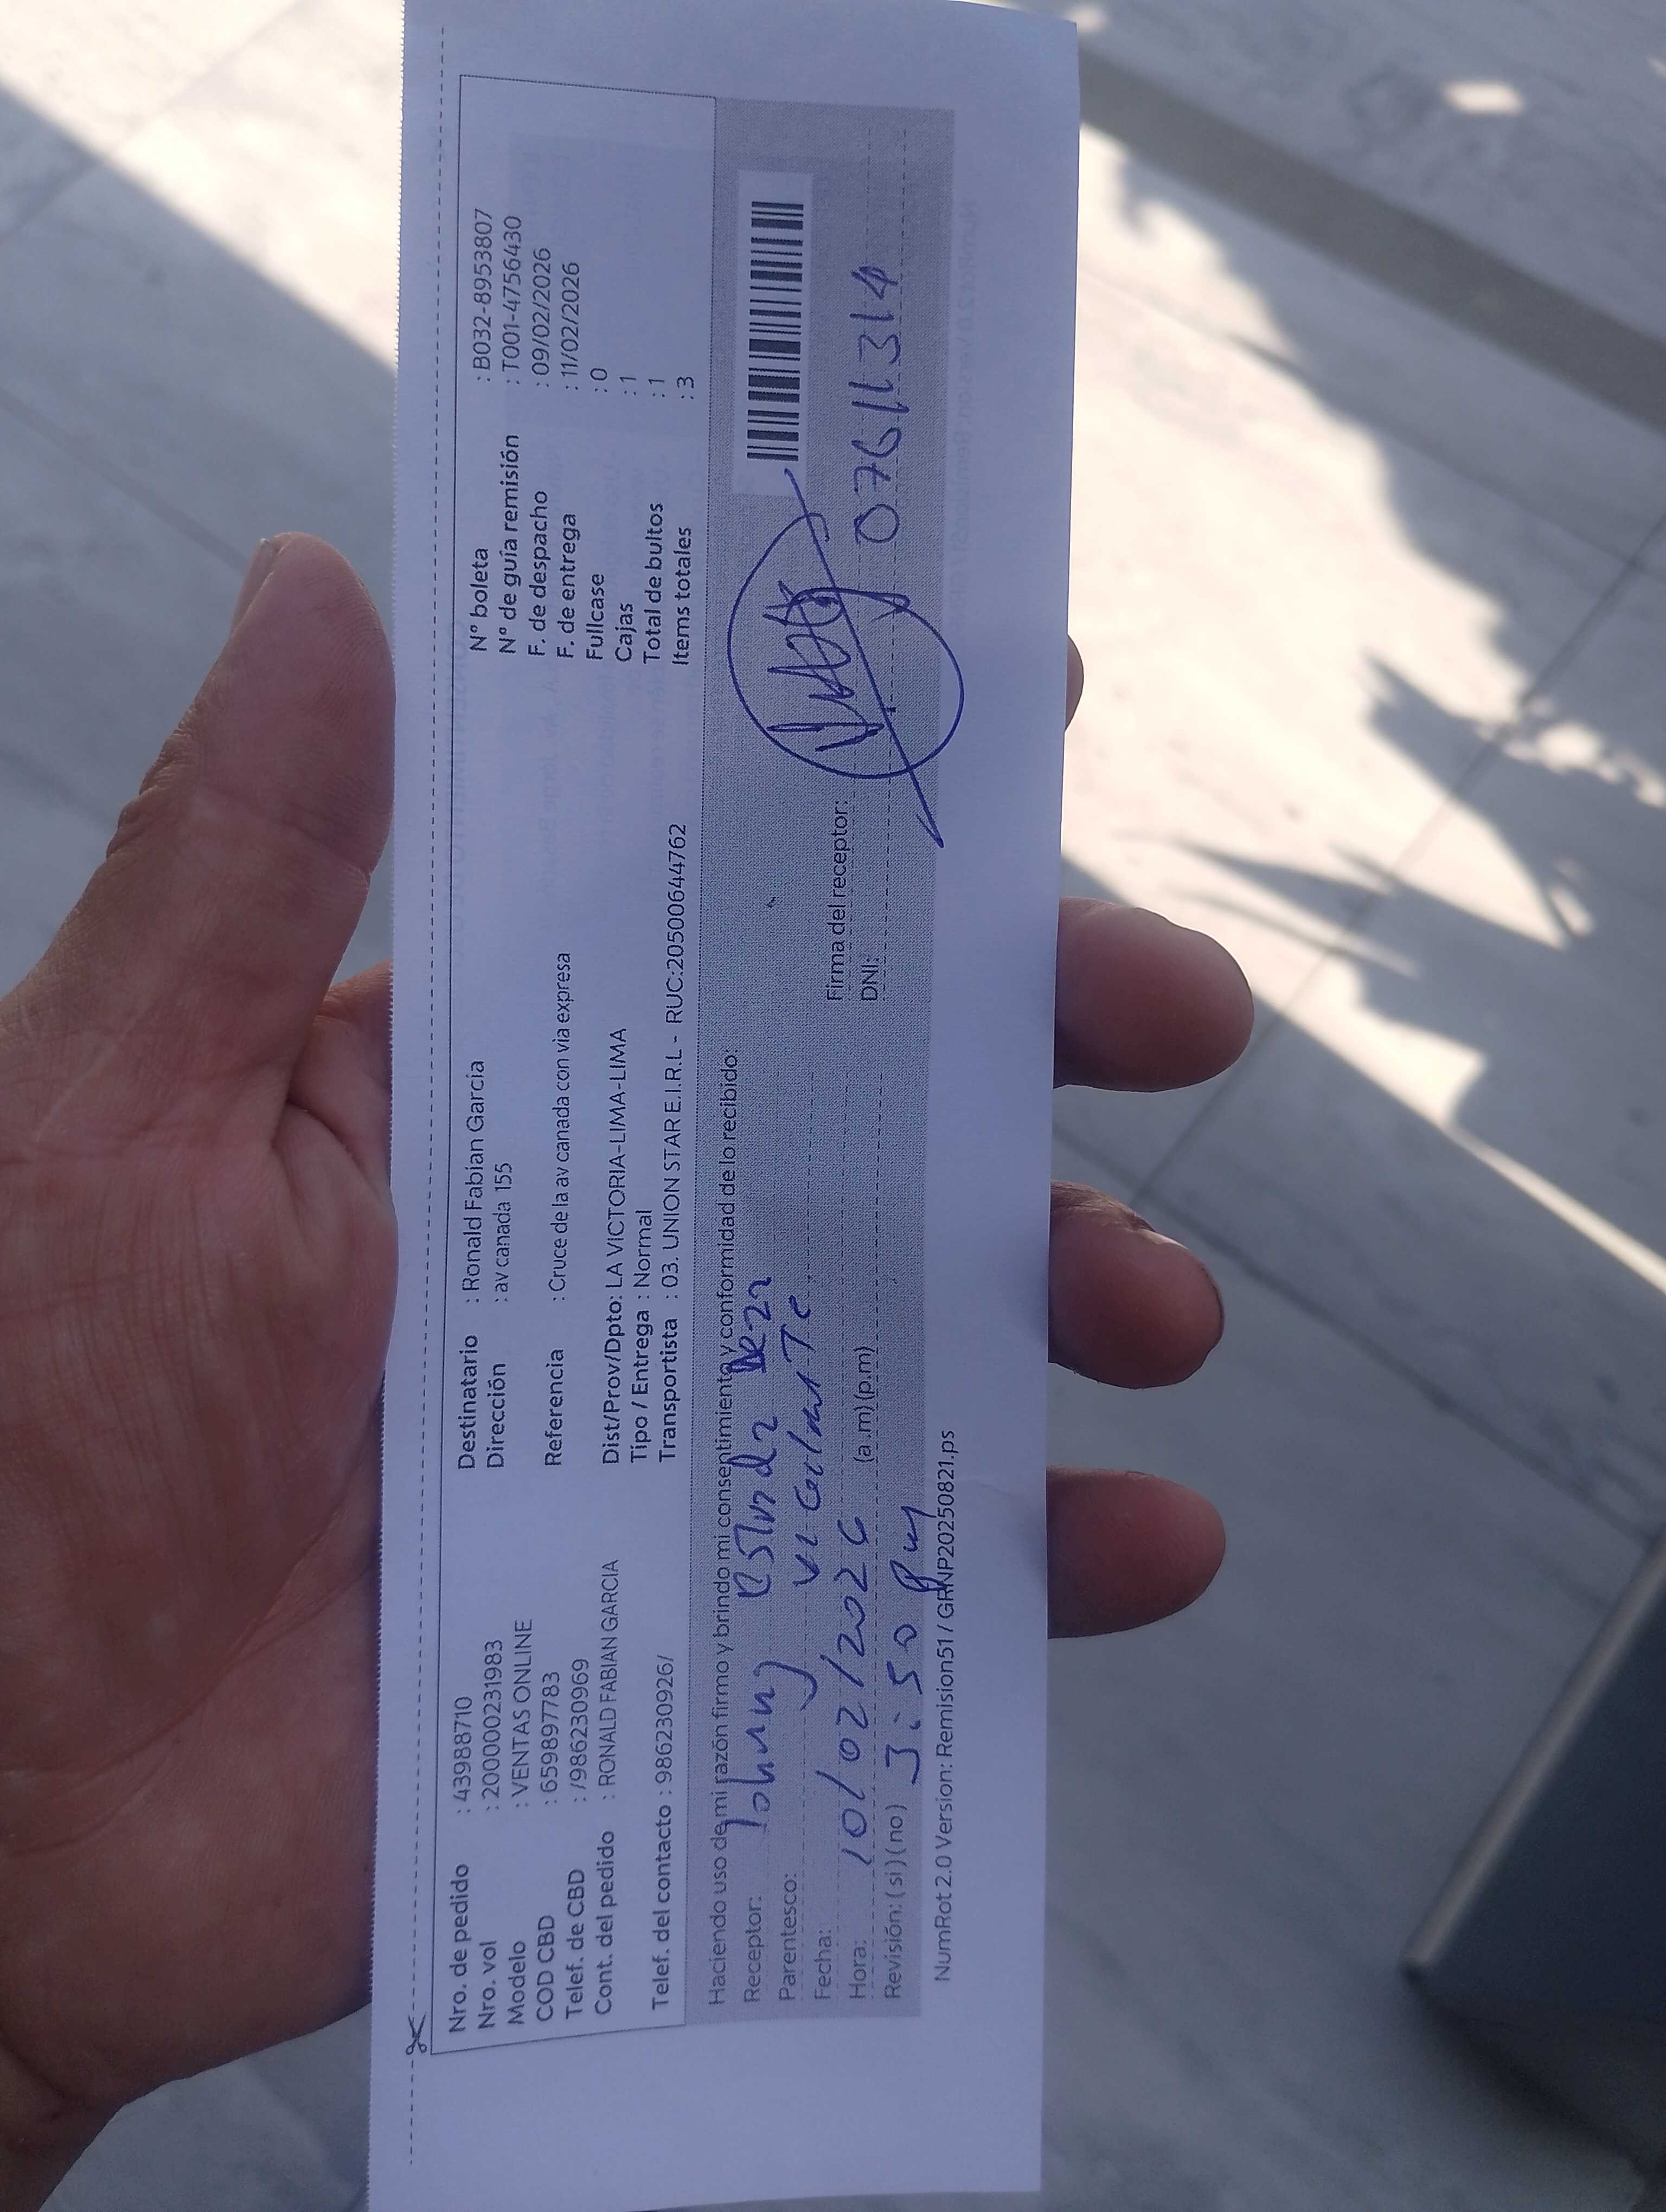 Nro. de pedido : 43988710
Nro. vol : 200000231983
Modelo : VENTAS ONLINE
COD CBD : 659897783
Telef. de CBD : /986230969
Cont. del pedido : RONALD FABIAN GARCIA
Telef. del contacto : 986230926/
Destinatario : Ronald Fabian Garcia
Dirección : av canada 155
Referencia : Cruce de la av canada con via expresa
Dist/Prov/Dpto: LA VICTORIA-LIMA-LIMA
Tipo / Entrega : Normal
Transportista : 03. UNION STAR E.I.R.L - RUC:20500644762
N° boleta : B032-8953807
N° de guía remisión : T001-4756430
F. de despacho : 09/02/2026
F. de entrega : 11/02/2026
Fullcase : 0
Cajas : 1
Total de bultos : 1
Items totales : 3
Haciendo uso de mi razón firmo y brindo mi consentimiento y conformidad de lo recibido:
Receptor: Johnny
Parentesco: vigilante
Fecha: 10/02/2026
Hora: (a.m)(p.m)
Revisión: (si)(no) 3:50 pm
Firma del receptor:
DNI: 07611314
NumRot 2.0 Version: Remision51 / GRNP20250821.ps